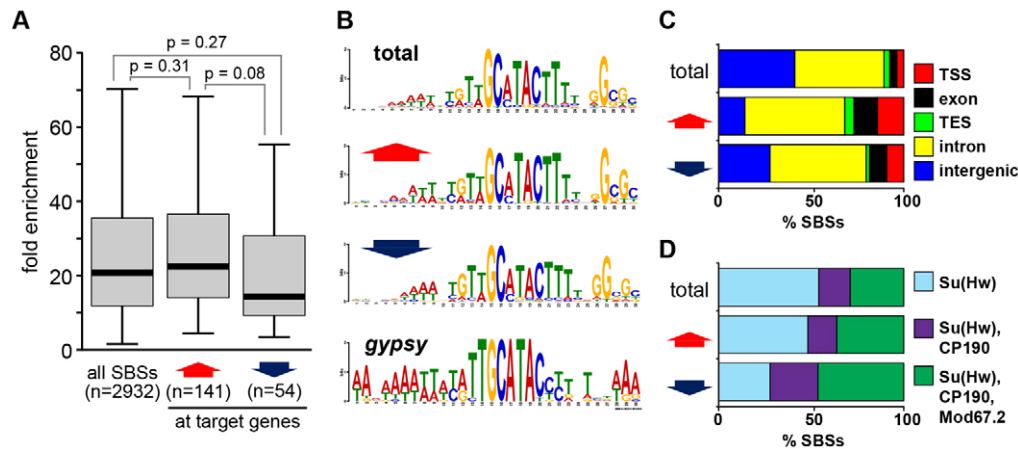 A
80
60
40
20
0
fold enrichment
p = 0.27
p = 0.31
p = 0.08
all SBSs
(n=2932)
(n=141)
(n=54)
at target genes
B
total
gypsy
C
total
0
50
100
% SBSs
TSS
exon
TES
intron
intergenic
D
total
0
50
100
% SBSs
Su(Hw)
Su(Hw),
CP190
Su(Hw),
CP190,
Mod67.2